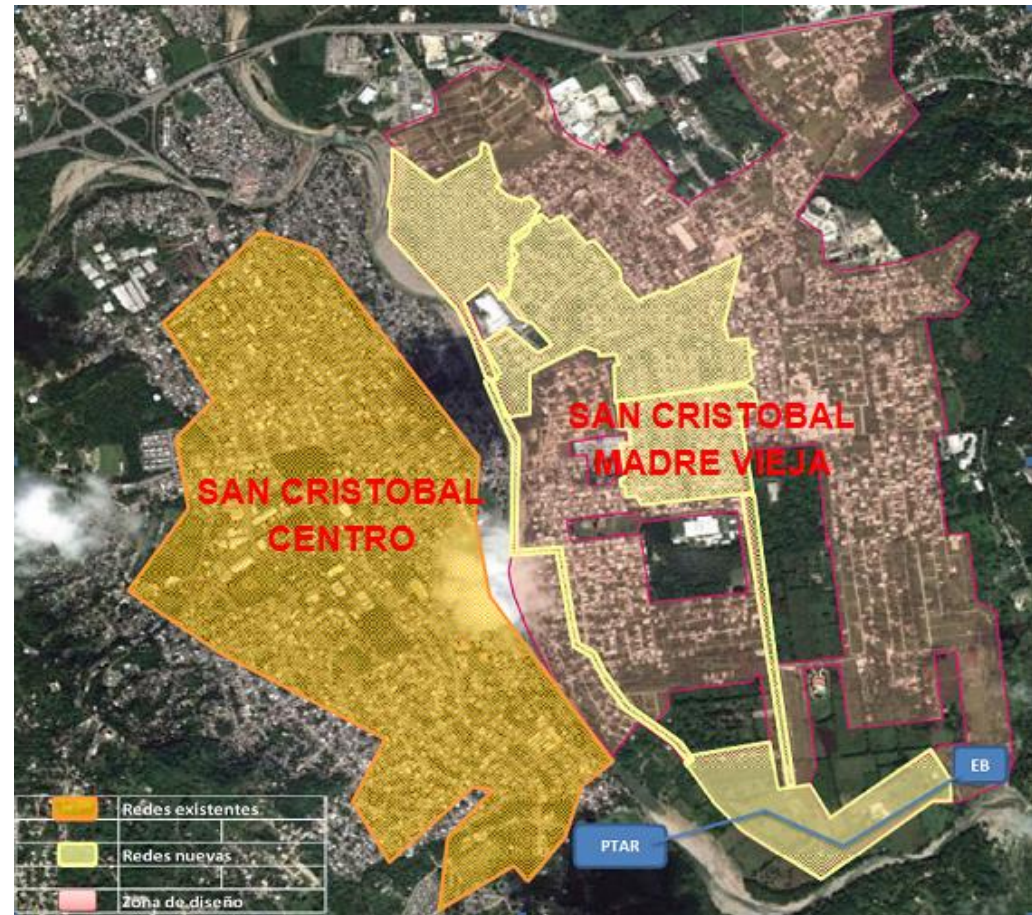 SAN CRISTOBAL
MADRE VIEJA
SAN CRISTOBAL
CENTRO
EB
PTAR
Redes existentes
Redes nuevas
Zona de diseño